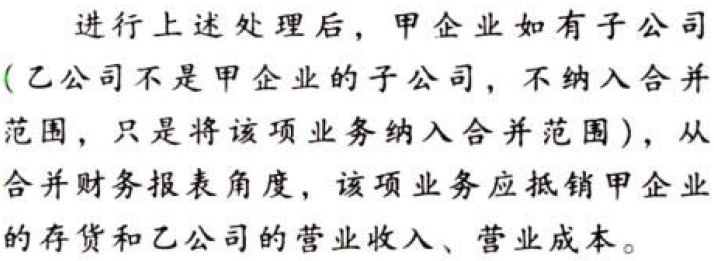 进行上述处理后，甲企业如有子公司
(乙公司不是甲企业的子公司，不纳入合并
范围，只是将该项业务纳入合并范围)，从
合并财务报表角度，该项业务应抵销甲企业
的存货和乙公司的营业收入、营业成本。